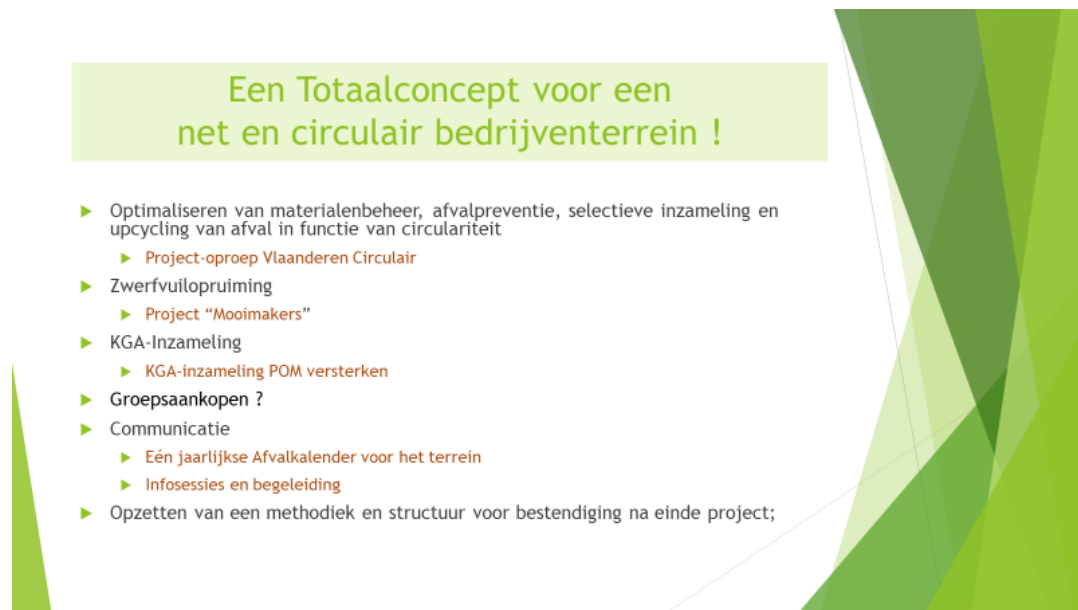 Een Totaalconcept voor een
net en circulair bedrijventerrein !
Optimaliseren van materialenbeheer, afvalpreventie, selectieve inzameling en
upcycling van afval in functie van circulariteit
Project-oproep Vlaanderen Circulair
Zwerfvuilopruiming
Project “Mooimakers”
KGA-Inzameling
KGA-inzameling POM versterken
Groepsaankopen ?
Communicatie
Eén jaarlijkse Afvalkalender voor het terrein
Infosessies en begeleiding
Opzetten van een methodiek en structuur voor bestendiging na einde project;